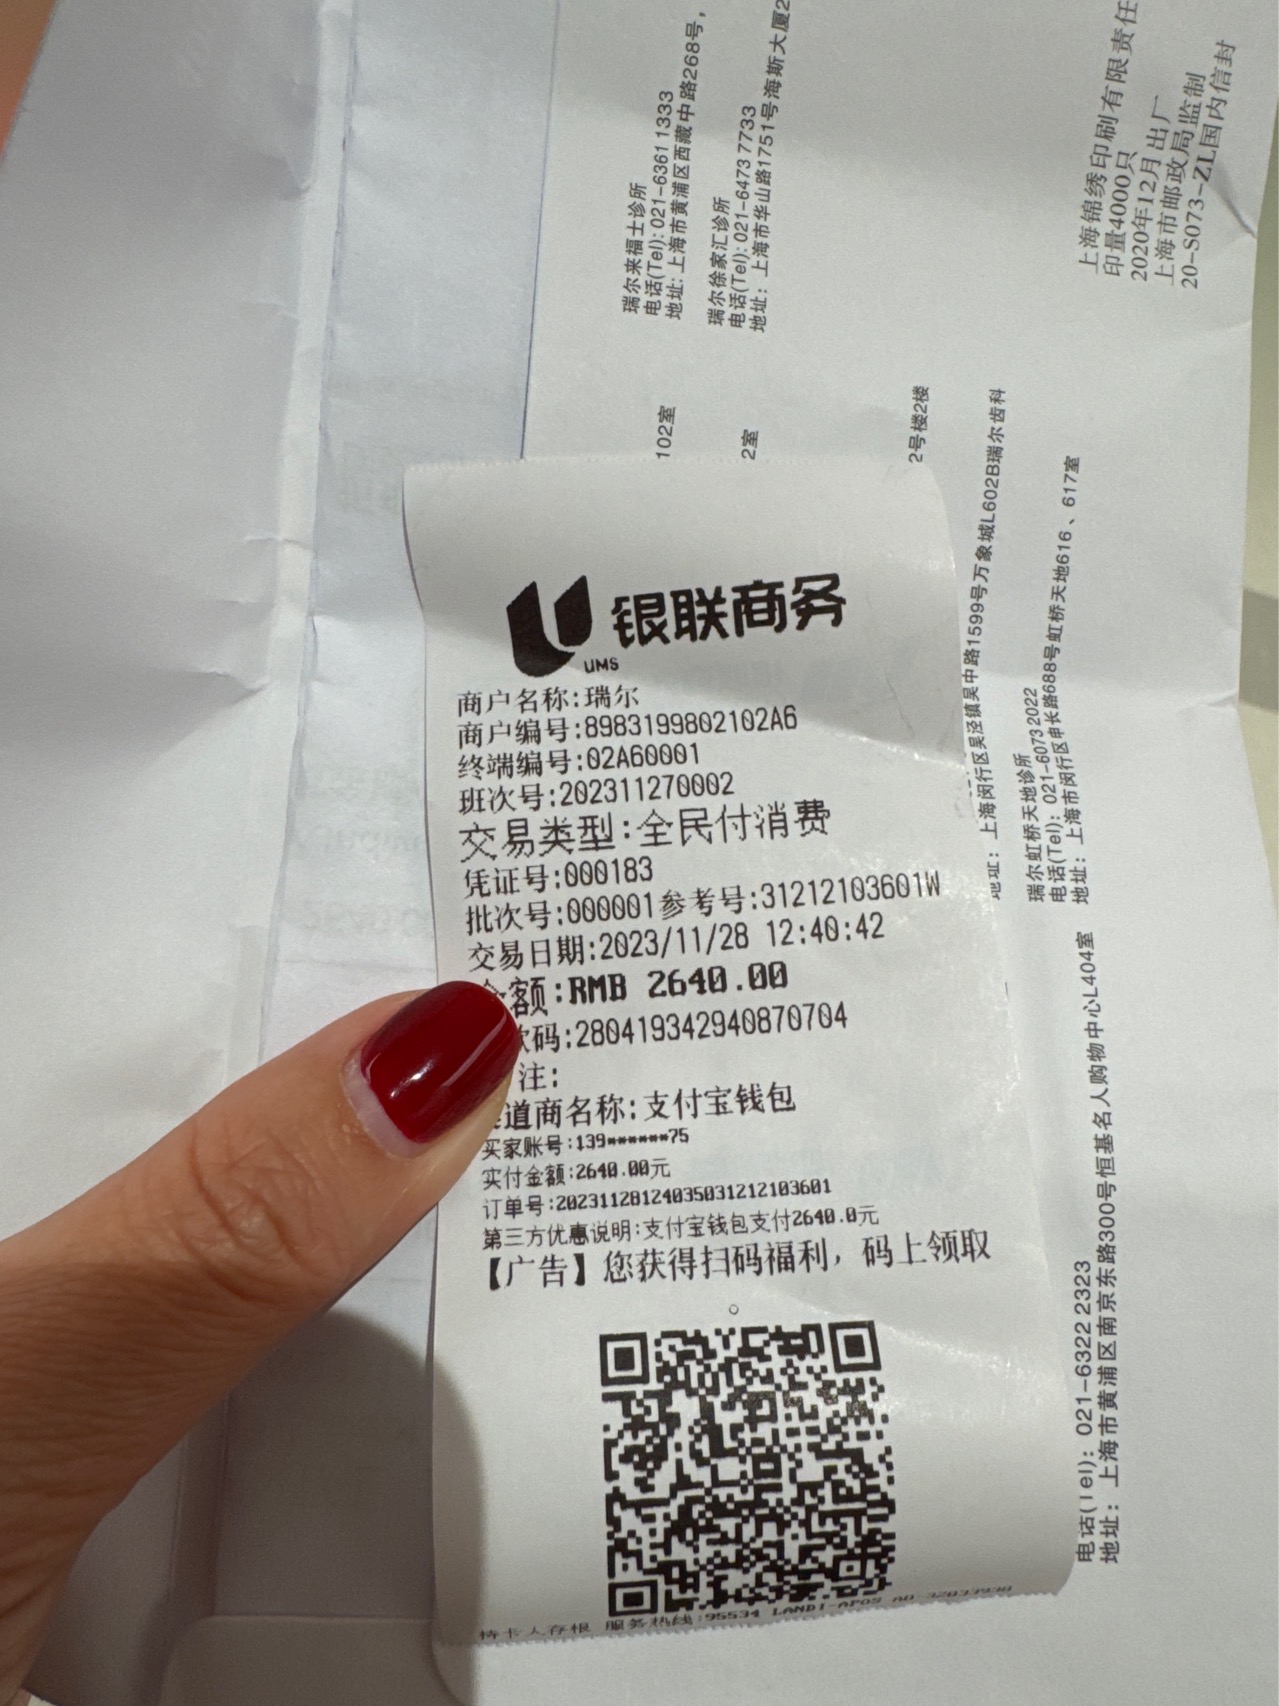 银联商务
UMS
商户名称:瑞尔
商户编号:8983199802102A6
终端编号:02A60001
班次号:202311270002
交易类型:全民付消费
凭证号:000183
批次号:000001参考号:31212103601W
交易日期:2023/11/28 12:40:42
额:RMB 2640.00
码:280419342940870704
注:
道商名称:支付宝钱包
买家账号:139******75
实付金额:2640.00元
订单号:20231128124035031212103601
第三方优惠说明:支付宝钱包支付2640.0元
【广告】您获得扫码福利，码上领取
。
持卡人存根 服务热线:95534 LANDI-APOS
瑞尔来福士诊所
电话(Tel): 021-6361 1333
地址: 上海市黄浦区西藏中路268号,
102室
瑞尔徐家汇诊所
电话(Tel): 021-6473 7733
地址: 上海市华山路1751号海斯大厦2
2室
2号楼2楼
地址: 上海闵行区吴泾镇吴中路1599号万象城L602B瑞尔齿科
瑞尔虹桥天地诊所
电话(Tel): 021-6073 2022
地址: 上海市闵行区申长路688号虹桥天地616、617室
电话(Tel): 021-6322 2323
地址: 上海市黄浦区南京东路300号恒基名人购物中心L404室
上海锦绣印刷有限责任
印量4000只
2020年12月出厂
上海市邮政局监制
20-S073-ZL国内信封